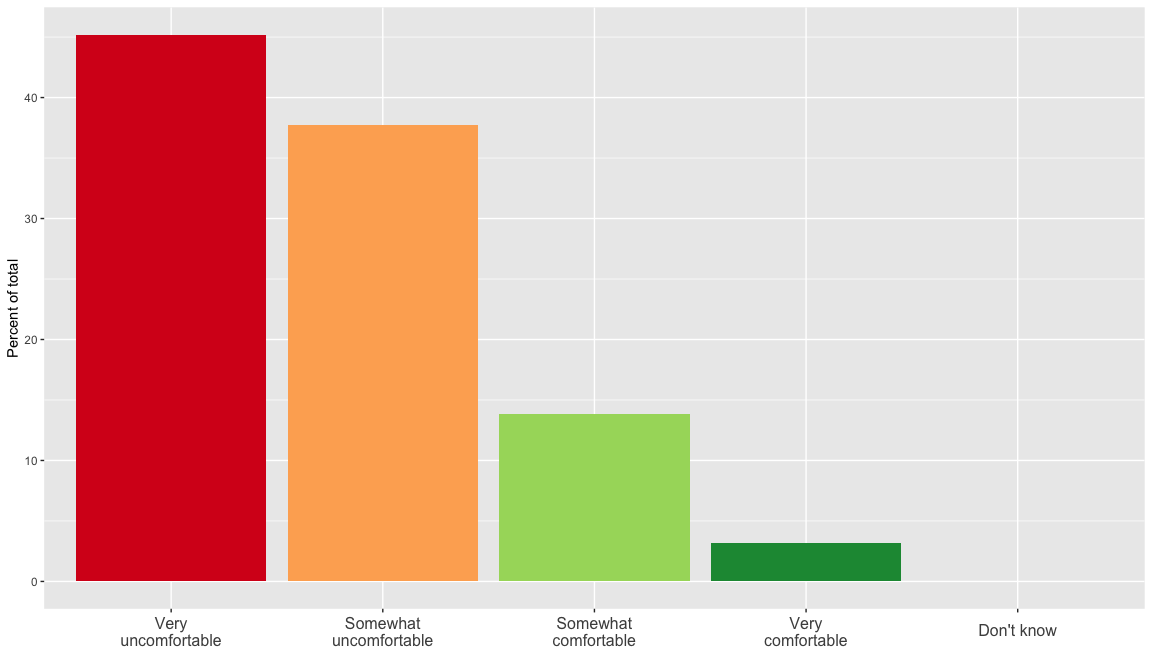 Percent of total
40
30
20
10
0
Very
uncomfortable
Somewhat
uncomfortable
Somewhat
comfortable
Very
comfortable
Don't know